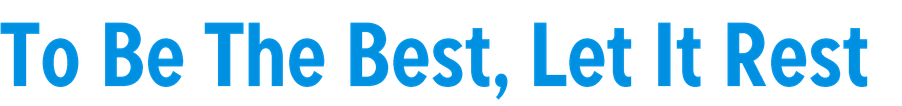 To Be The Best, Let It Rest